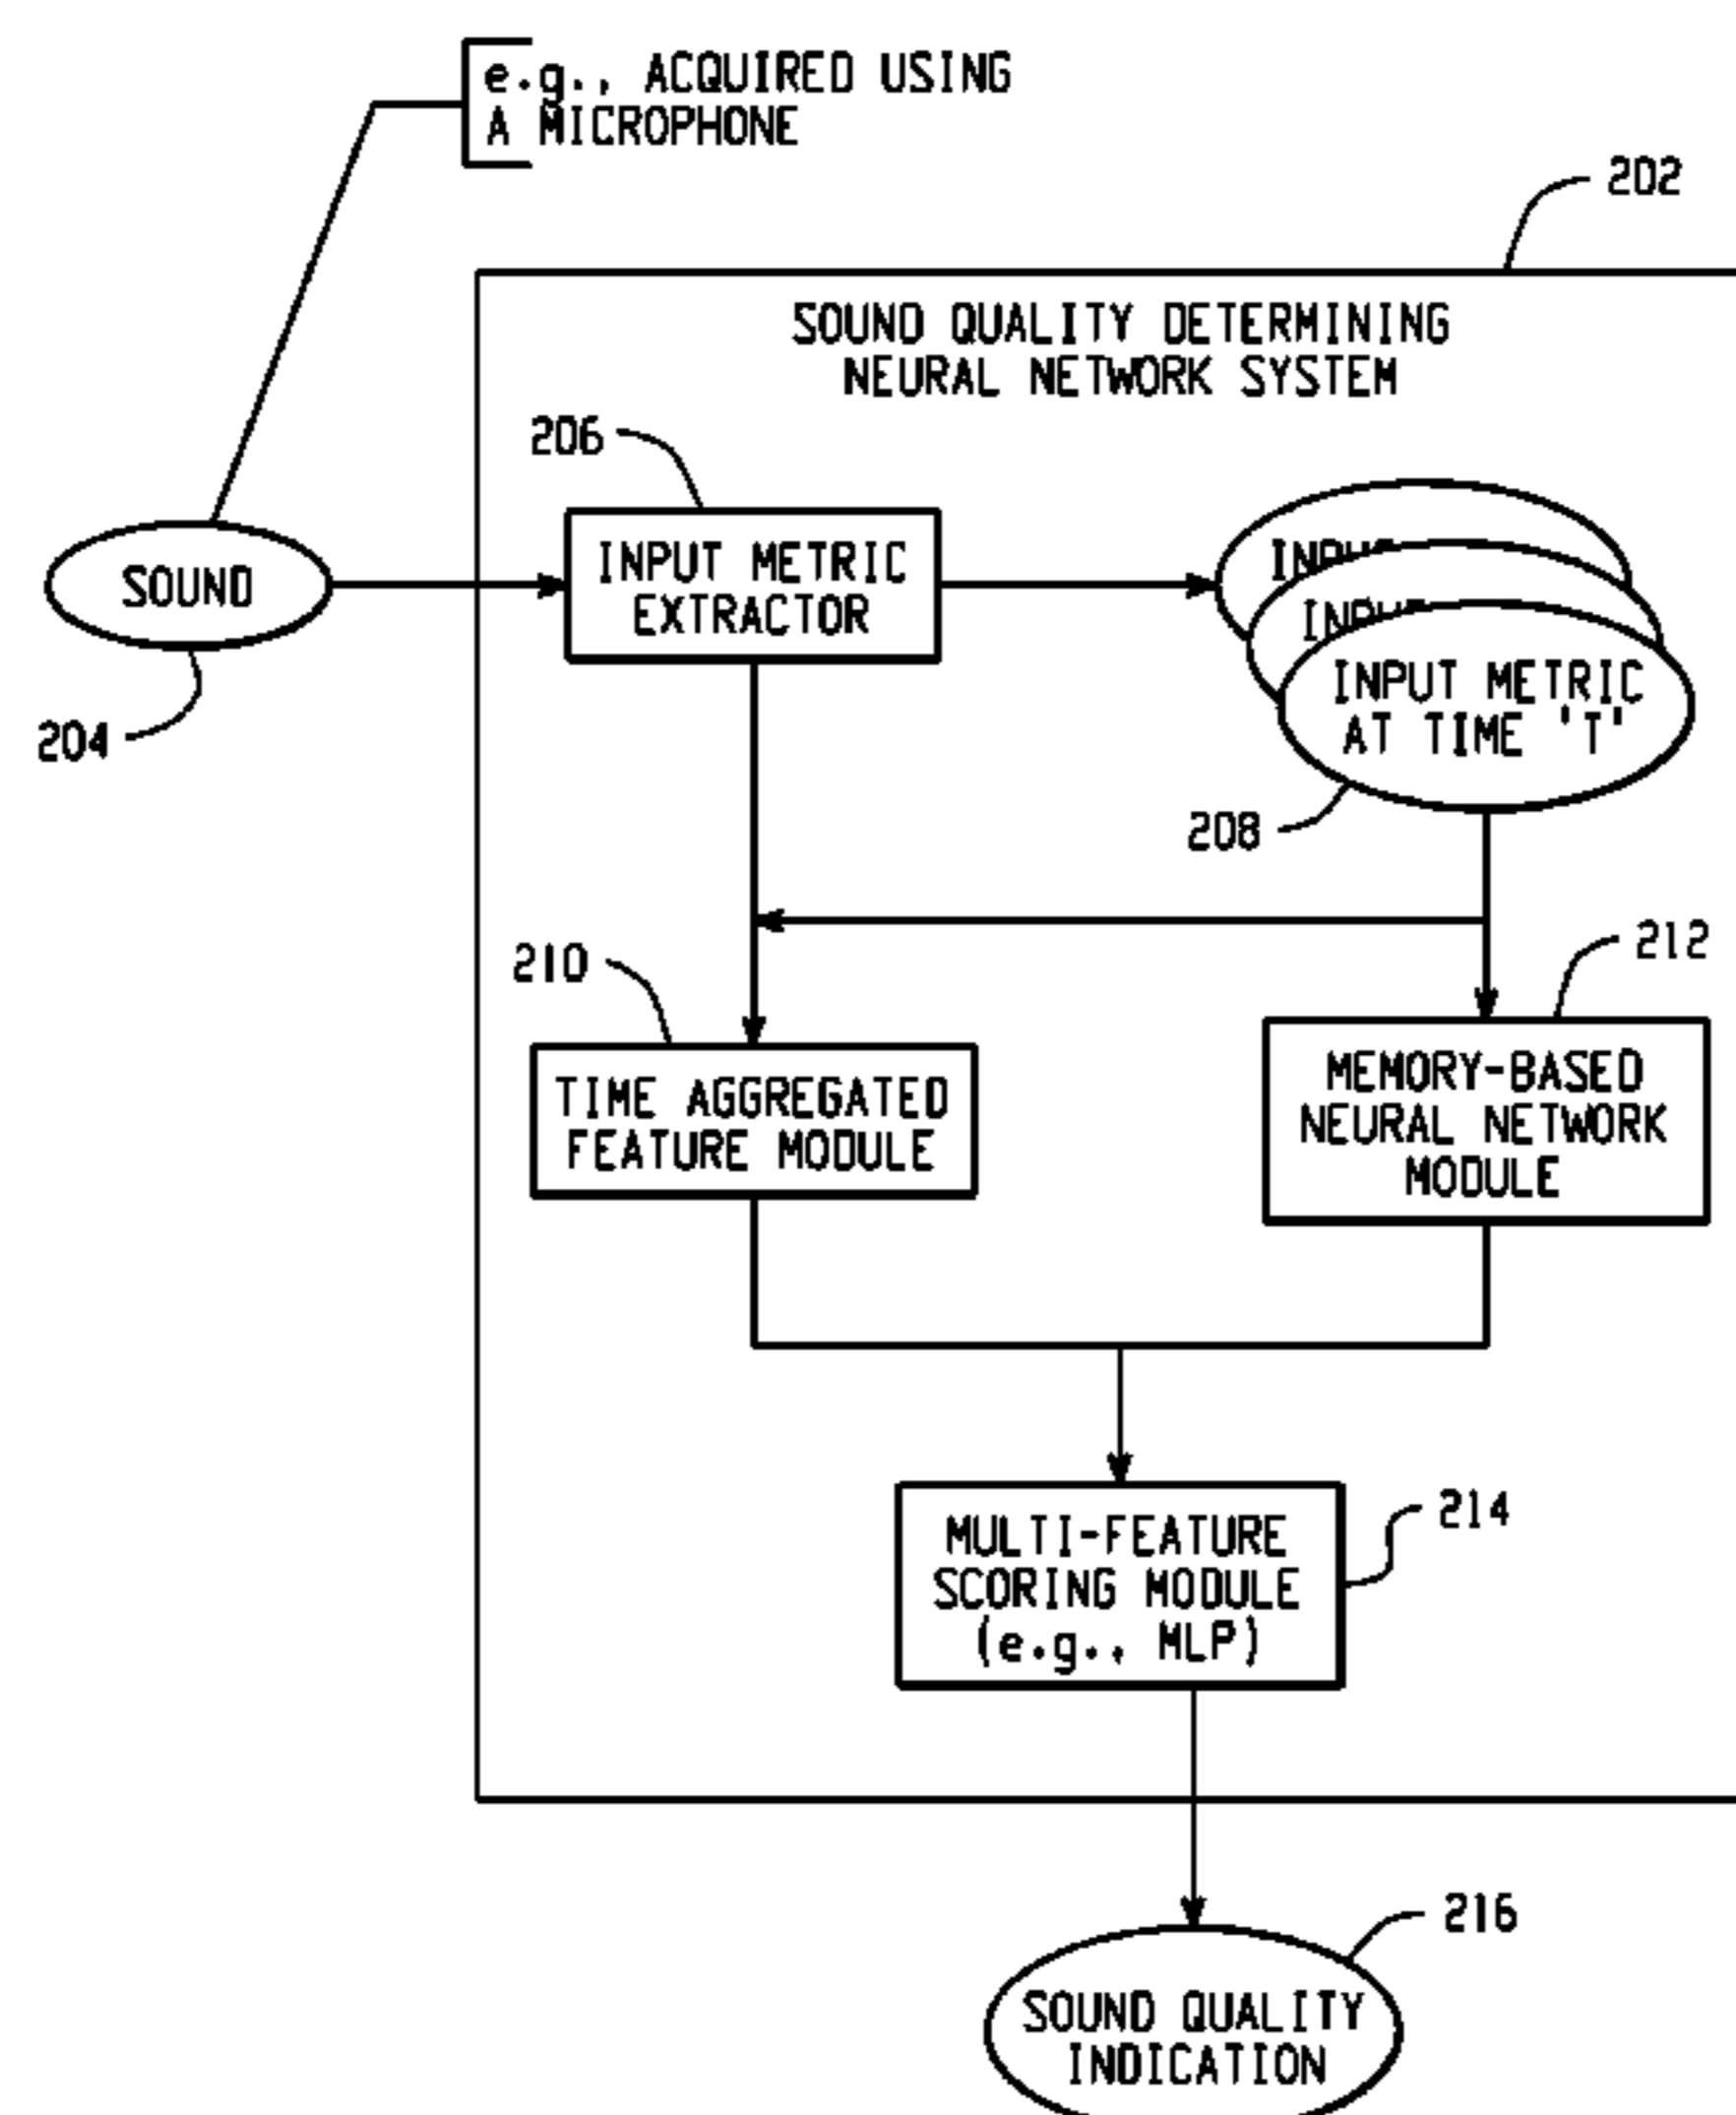 e.g., ACQUIRED USING
A MICROPHONE
202
SOUND QUALITY DETERMINING
NEURAL NETWORK SYSTEM
206
SOUND
INPUT METRIC
EXTRACTOR
INPUT METRIC
AT TIME 'T'
204
208
210
212
TIME AGGREGATED
FEATURE MODULE
MEMORY-BASED
NEURAL NETWORK
MODULE
214
MULTI-FEATURE
SCORING MODULE
(e.g., MLP)
216
SOUND QUALITY
INDICATION